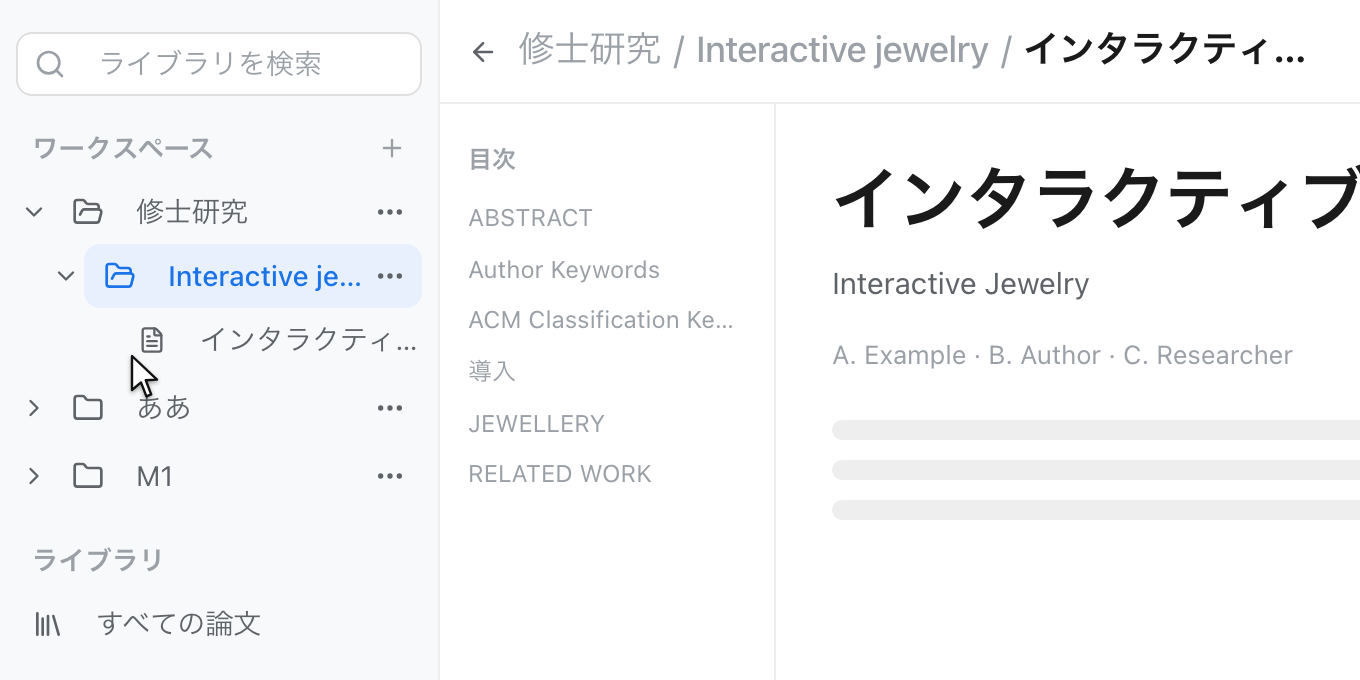 ライブラリを検索
ワークスペース
修士研究
Interactive je...
インタラクティ...
ああ
M1
ライブラリ
すべての論文
修士研究 / Interactive jewelry / インタラクティ...
目次
ABSTRACT
Author Keywords
ACM Classification Ke...
導入
JEWELLERY
RELATED WORK
インタラクティブ
Interactive Jewelry
A. Example · B. Author · C. Researcher